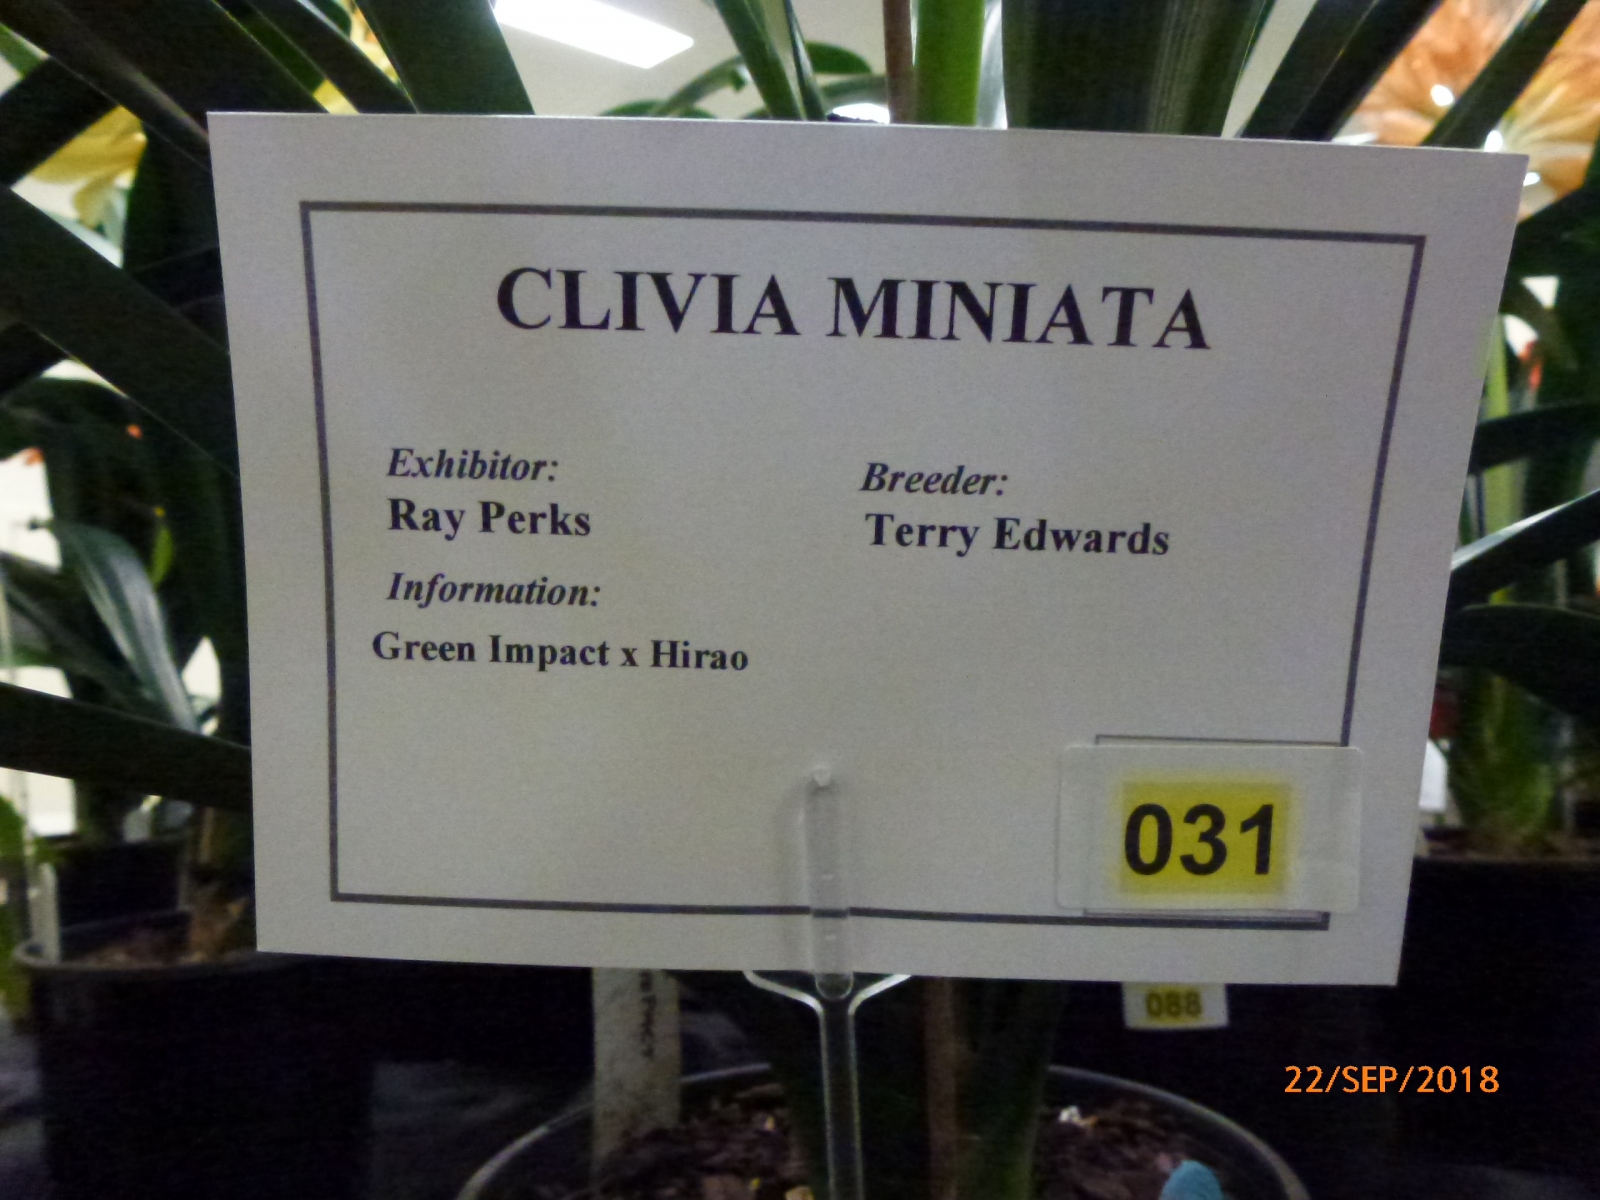 CLIVIA MINIATA
Exhibitor:
Ray Perks
Breeder:
Terry Edwards
Information:
Green Impact x Hirao
031
088
22/SEP/2018